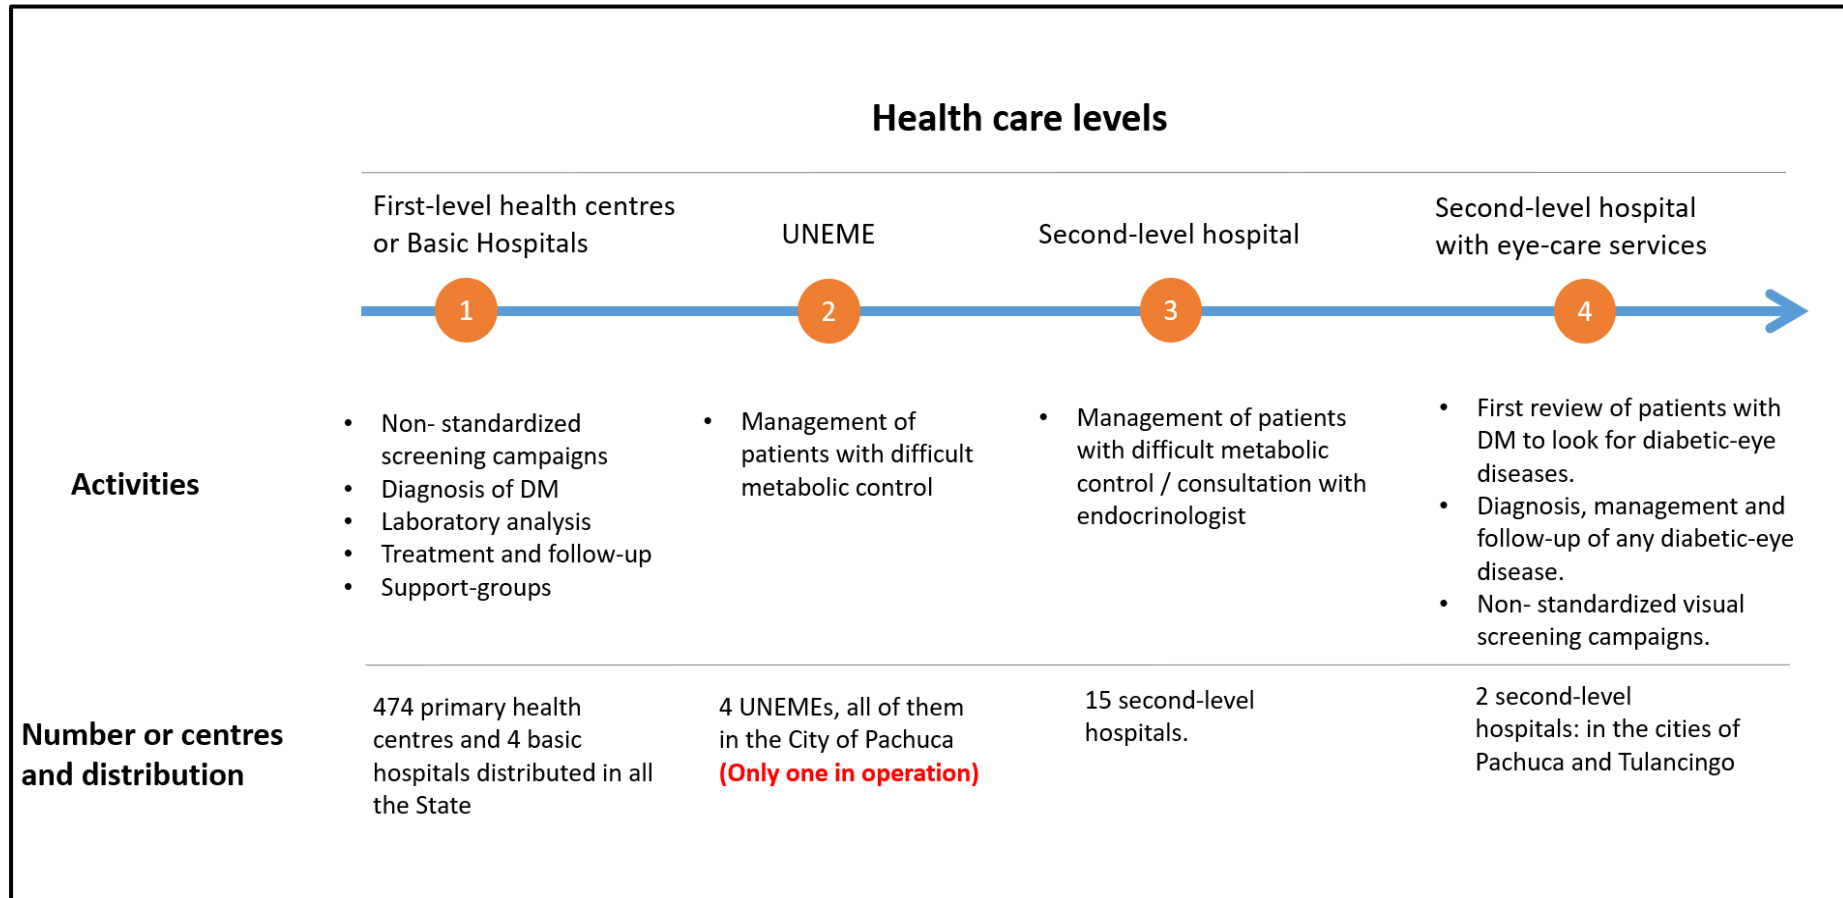 Health care levels
First-level health centres
or Basic Hospitals
UNEME
Second-level hospital
Second-level hospital
with eye-care services
1
2
3
4
Activities
• Non- standardized
screening campaigns
• Diagnosis of DM
• Laboratory analysis
• Treatment and follow-up
• Support-groups
• Management of
patients with difficult
metabolic control
• Management of patients
with difficult metabolic
control / consultation with
endocrinologist
• First review of patients with
DM to look for diabetic-eye
diseases.
• Diagnosis, management and
follow-up of any diabetic-eye
disease.
• Non- standardized visual
screening campaigns.
Number or centres
and distribution
474 primary health
centres and 4 basic
hospitals distributed in all
the State
4 UNEMEs, all of them
in the City of Pachuca
(Only one in operation)
15 second-level
hospitals.
2 second-level
hospitals: in the cities of
Pachuca and Tulancingo